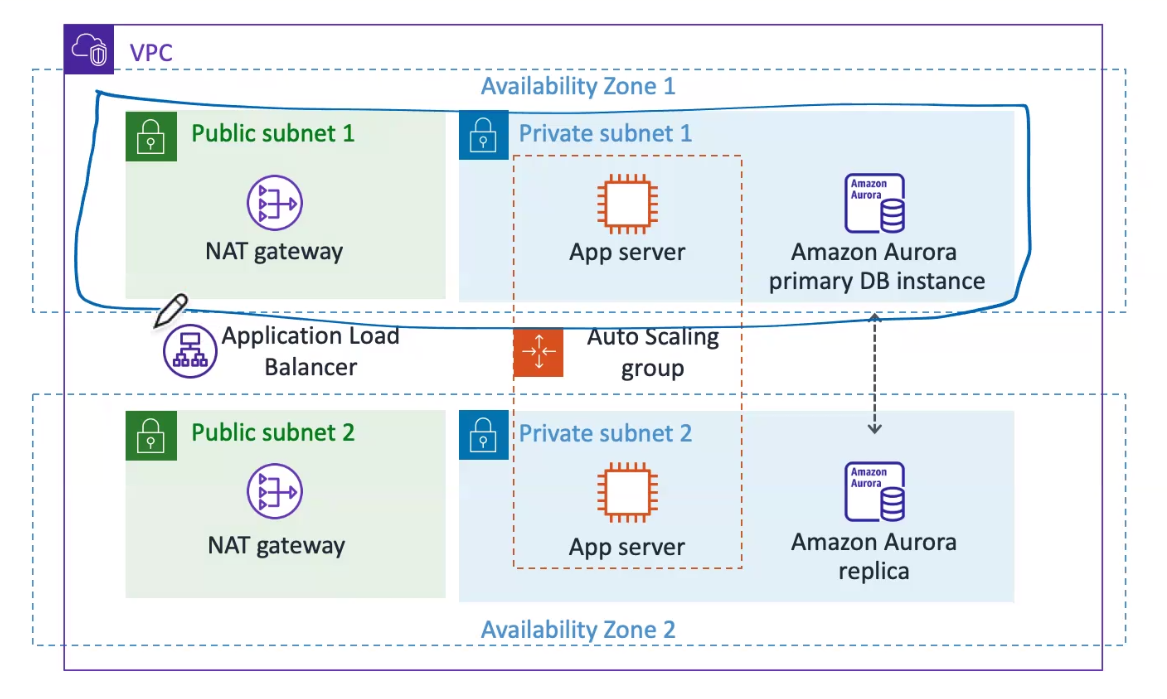 VPC
Availability Zone 1
Public subnet 1
Private subnet 1
Amazon
Aurora
NAT gateway
App server
Amazon Aurora
primary DB instance
Application Load
Balancer
Auto Scaling
group
Public subnet 2
Private subnet 2
Amazon
Aurora
NAT gateway
App server
Amazon Aurora
replica
Availability Zone 2